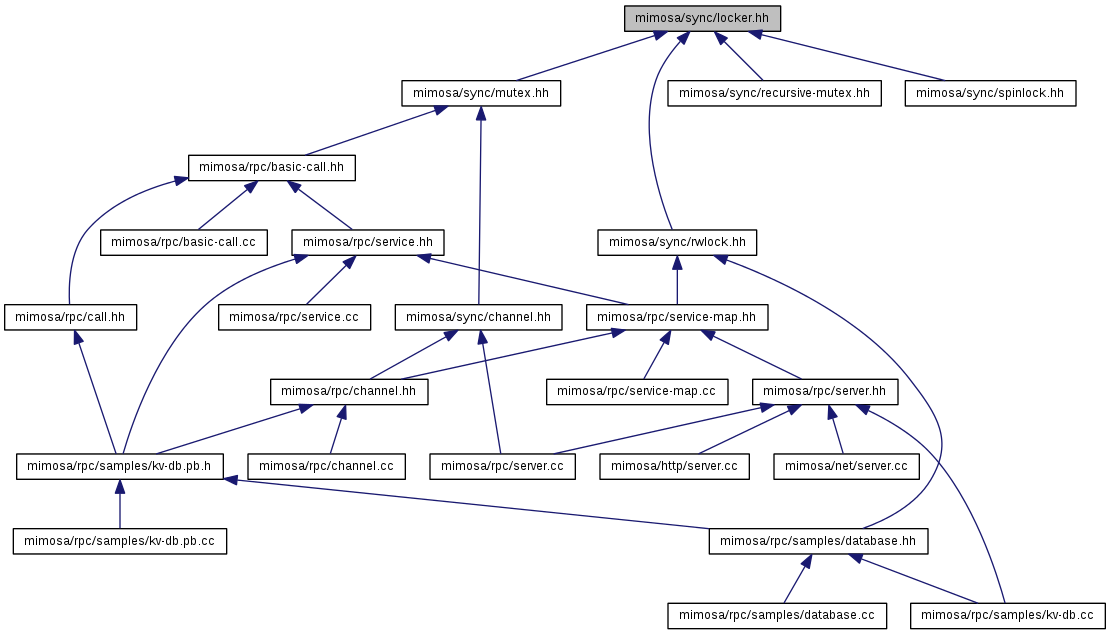 mimosa/sync/locker.hh
mimosa/sync/mutex.hh
mimosa/sync/recursive-mutex.hh
mimosa/sync/spinlock.hh
mimosa/rpc/basic-call.hh
mimosa/rpc/basic-call.cc
mimosa/rpc/service.hh
mimosa/sync/rwlock.hh
mimosa/rpc/call.hh
mimosa/rpc/service.cc
mimosa/sync/channel.hh
mimosa/rpc/service-map.hh
mimosa/rpc/channel.hh
mimosa/rpc/service-map.cc
mimosa/rpc/server.hh
mimosa/rpc/samples/kv-db.pb.h
mimosa/rpc/channel.cc
mimosa/rpc/server.cc
mimosa/http/server.cc
mimosa/net/server.cc
mimosa/rpc/samples/kv-db.pb.cc
mimosa/rpc/samples/database.hh
mimosa/rpc/samples/database.cc
mimosa/rpc/samples/kv-db.cc